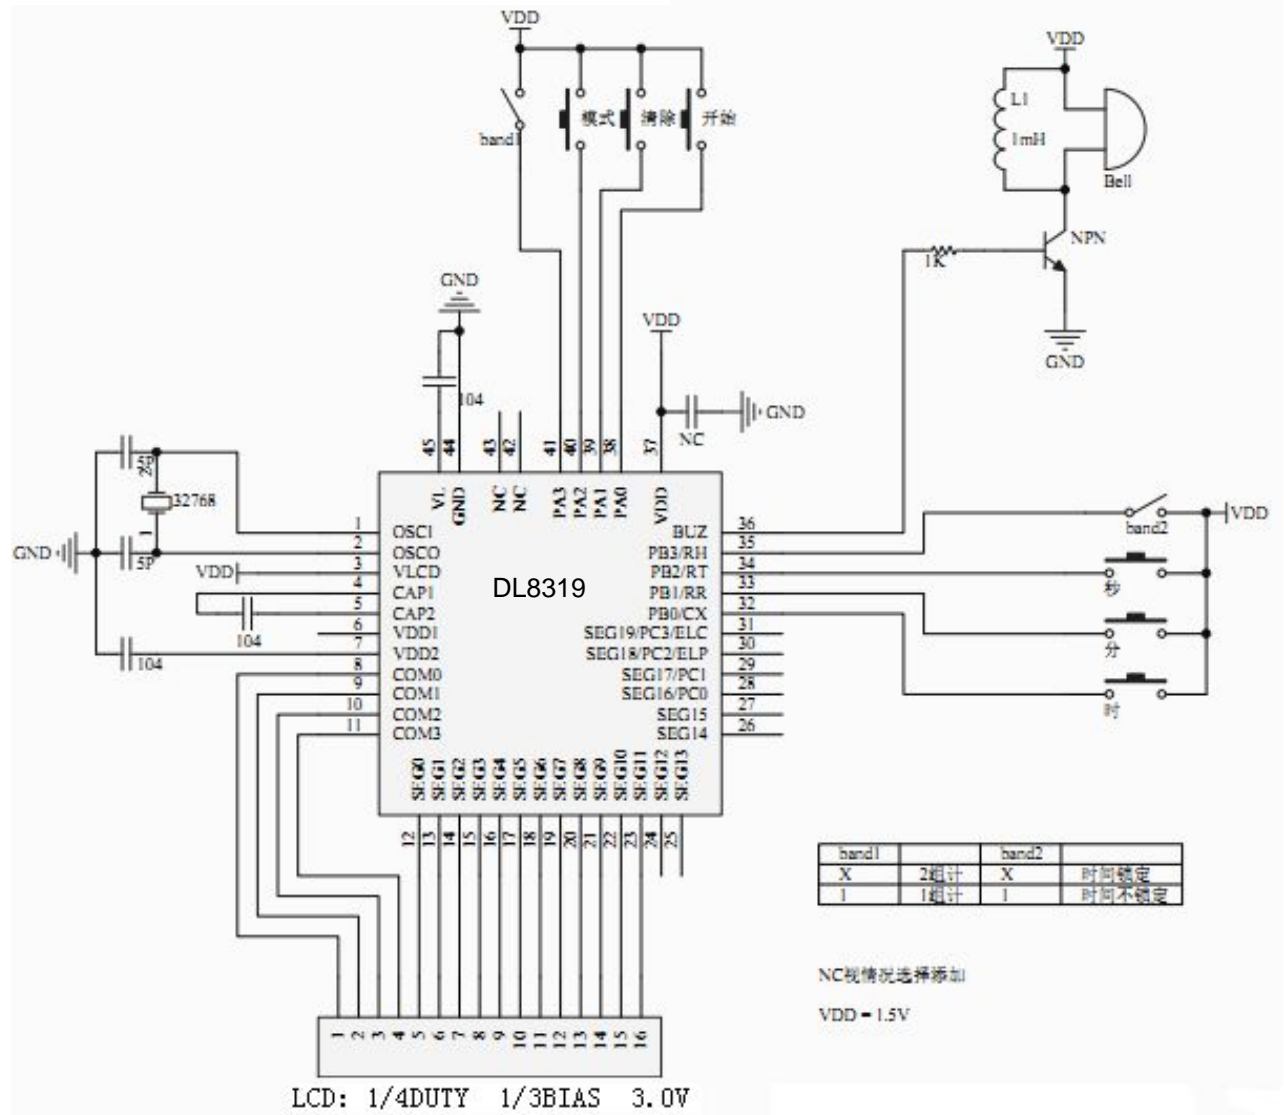 VDD
band1
模式
清除
开始
VDD
L1
1mH
Bell
NPN
1K
GND
GND
104
VDD
NC
GND
45
44
43
42
41
40
39
38
37
VL
GND
NC
NC
PA3
PA2
PA1
PA0
VDD
5P
2
32768
1
5P
GND
VDD
104
104
1 OSCI
2 OSCO
3 VLCD
4 CAP1
5 CAP2
6 VDD1
7 VDD2
8 COM0
9 COM1
10 COM2
11 COM3
DL8319
BUZ 36
PB3/RH 35
PB2/RT 34
PB1/RR 33
PB0/CX 32
SEG19/PC3/ELC 31
SEG18/PC2/ELP 30
SEG17/PC1 29
SEG16/PC0 28
SEG15 27
SEG14 26
band2
VDD
秒
分
时
SEG0
SEG1
SEG2
SEG3
SEG4
SEG5
SEG6
SEG7
SEG8
SEG9
SEG10
SEG11
SEG12
SEG13
12
13
14
15
16
17
18
19
20
21
22
23
24
25
band1 band2
X 2组计 X 时间锁定
1 1组计 1 时间不锁定
NC视情况选择添加
VDD = 1.5V
1
2
3
4
5
6
7
8
9
10
11
12
13
14
15
16
LCD: 1/4DUTY 1/3BIAS 3.0V